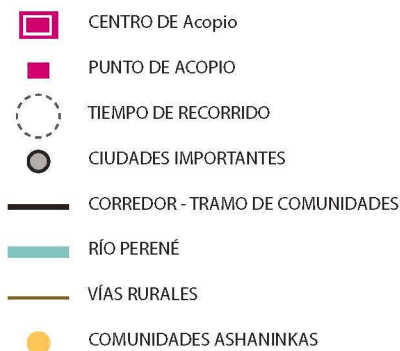 CENTRO DE Acopio
PUNTO DE ACOPIO
TIEMPO DE RECORRIDO
CIUDADES IMPORTANTES
CORREDOR - TRAMO DE COMUNIDADES
RÍO PERENÉ
VÍAS RURALES
COMUNIDADES ASHANINKAS